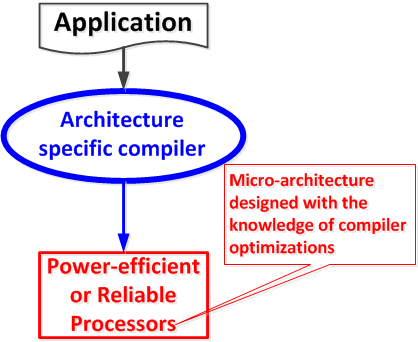 Application
Architecture
specific compiler
Micro-architecture
designed with the
knowledge of compiler
optimizations
Power-efficient
or Reliable
Processors